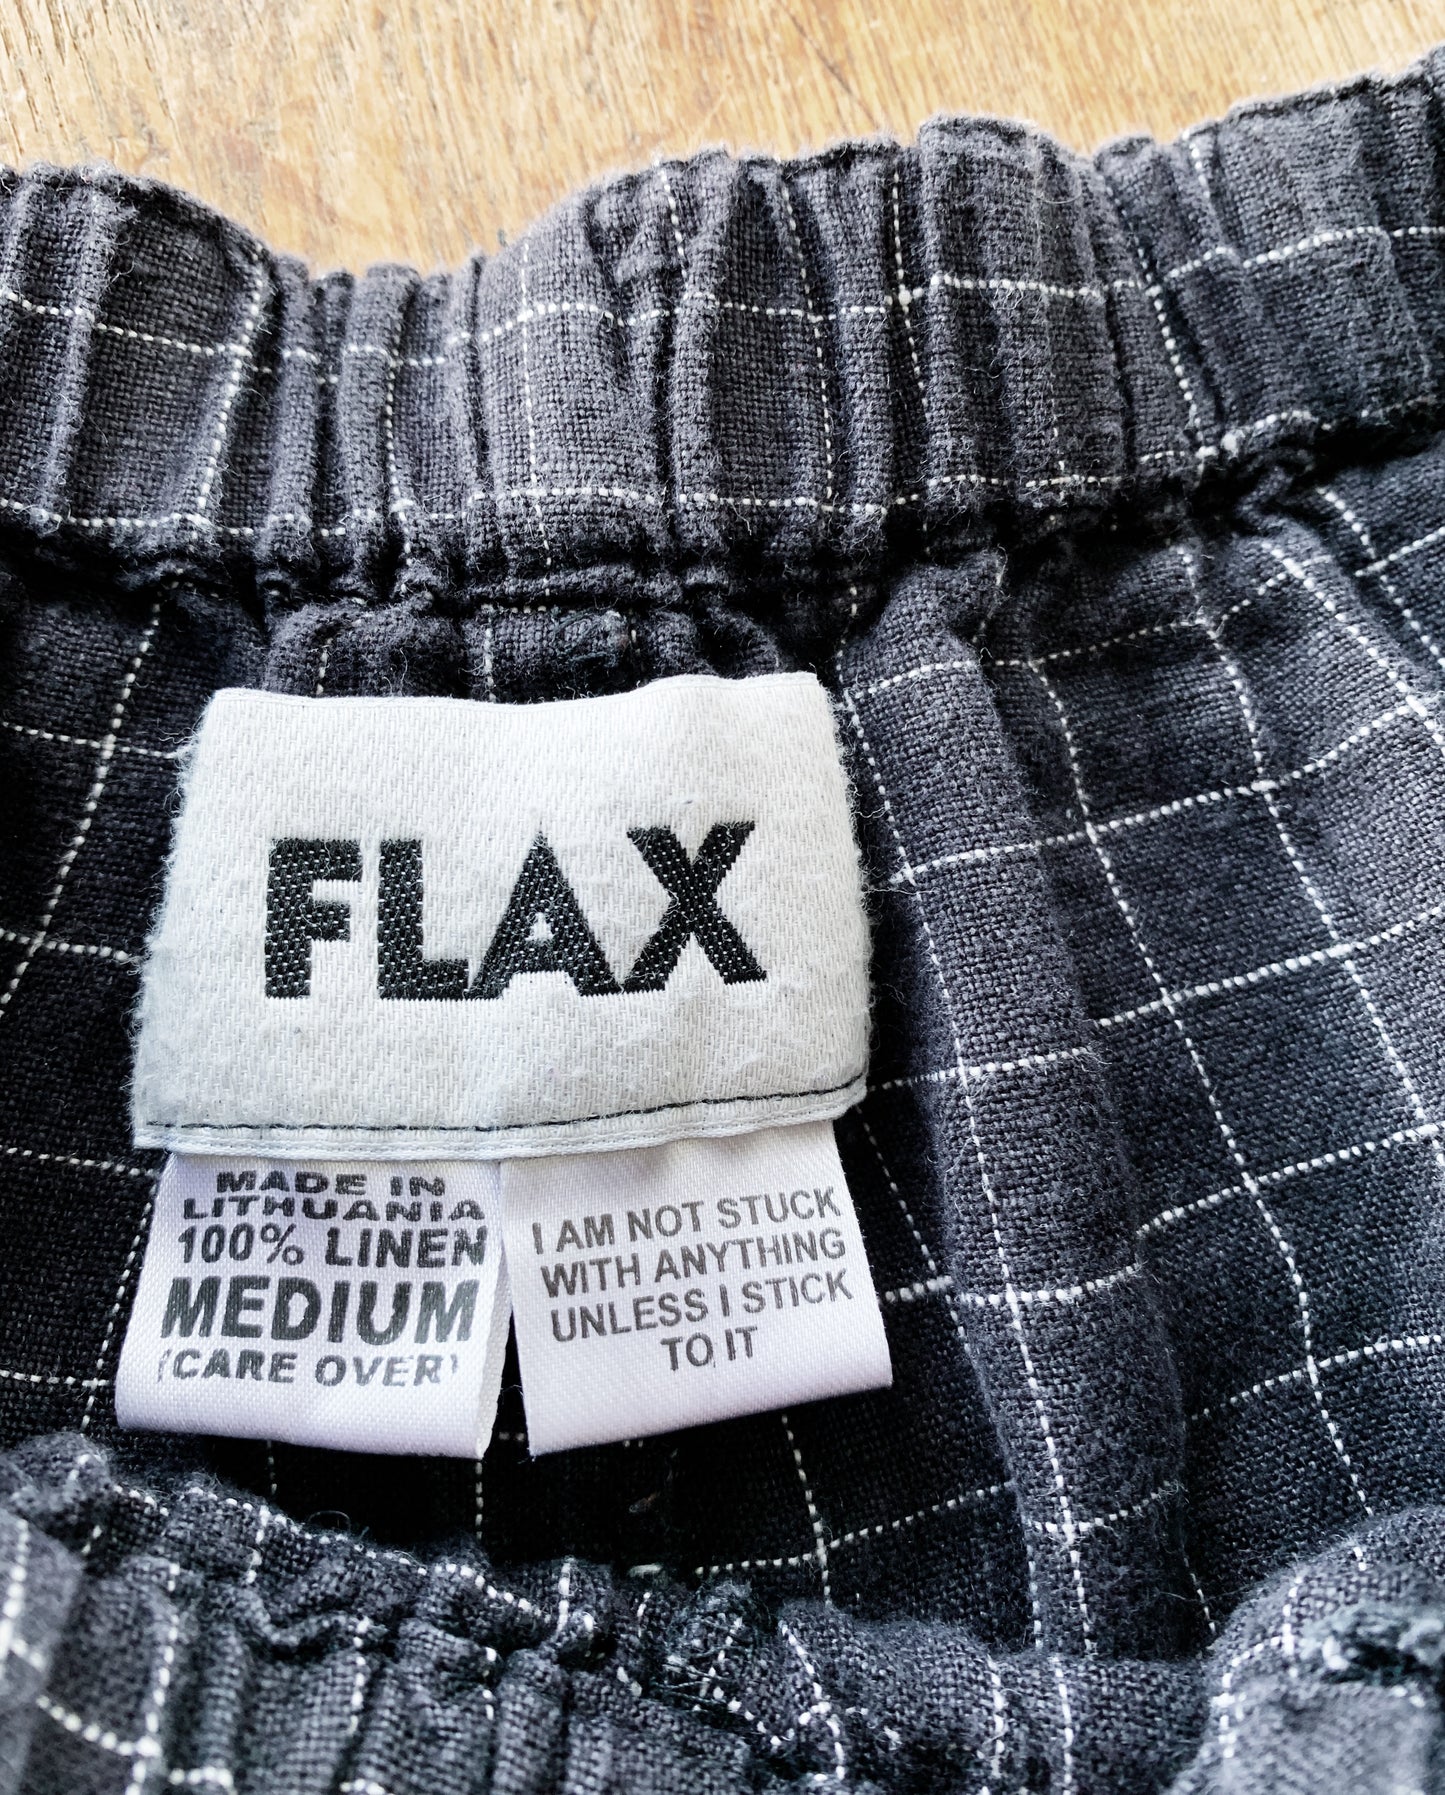 FLAX
MADE IN
LITHUANIA
100% LINEN
MEDIUM
(CARE OVER)
I AM NOT STUCK
WITH ANYTHING
UNLESS I STICK
TO IT